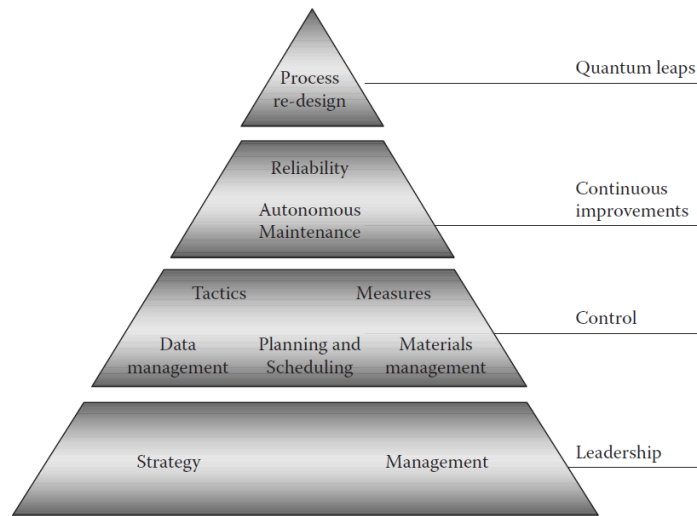 Process
re-design
Quantum leaps
Reliability
Autonomous
Maintenance
Continuous
improvements
Tactics Measures
Data
management
Planning and
Scheduling
Materials
management
Control
Strategy Management
Leadership